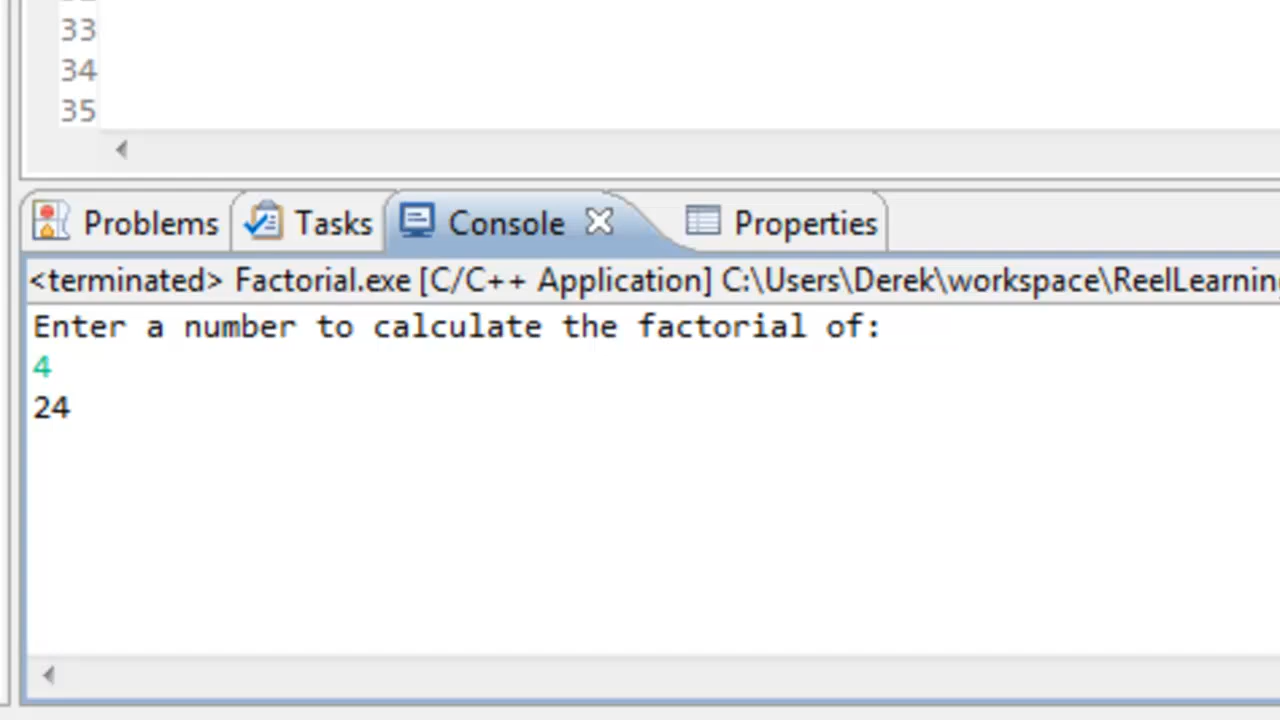 33
34
35
Problems Tasks Console Properties
<terminated> Factorial.exe [C/C++ Application] C:\Users\Derek\workspace\ReelLearning
Enter a number to calculate the factorial of:
4
24